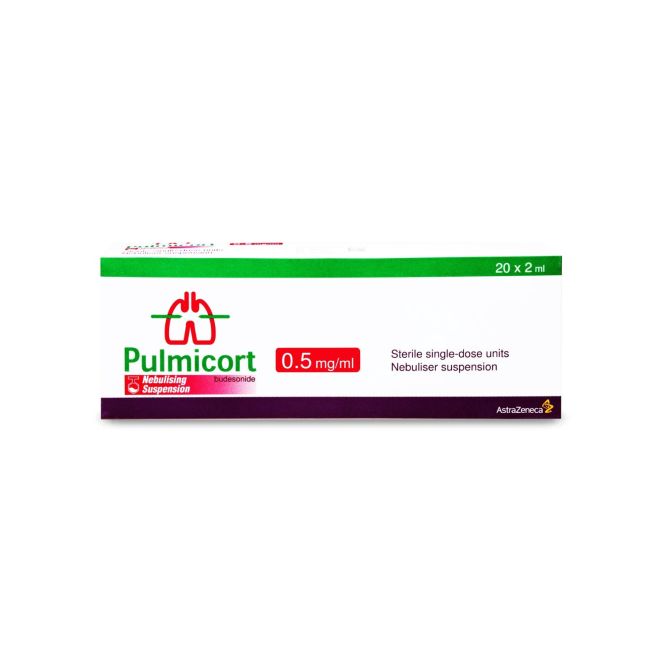 20 x 2 ml
Pulmicort
Nebulising
Suspension
budesonide
0.5 mg/ml
Sterile single-dose units
Nebuliser suspension
AstraZeneca